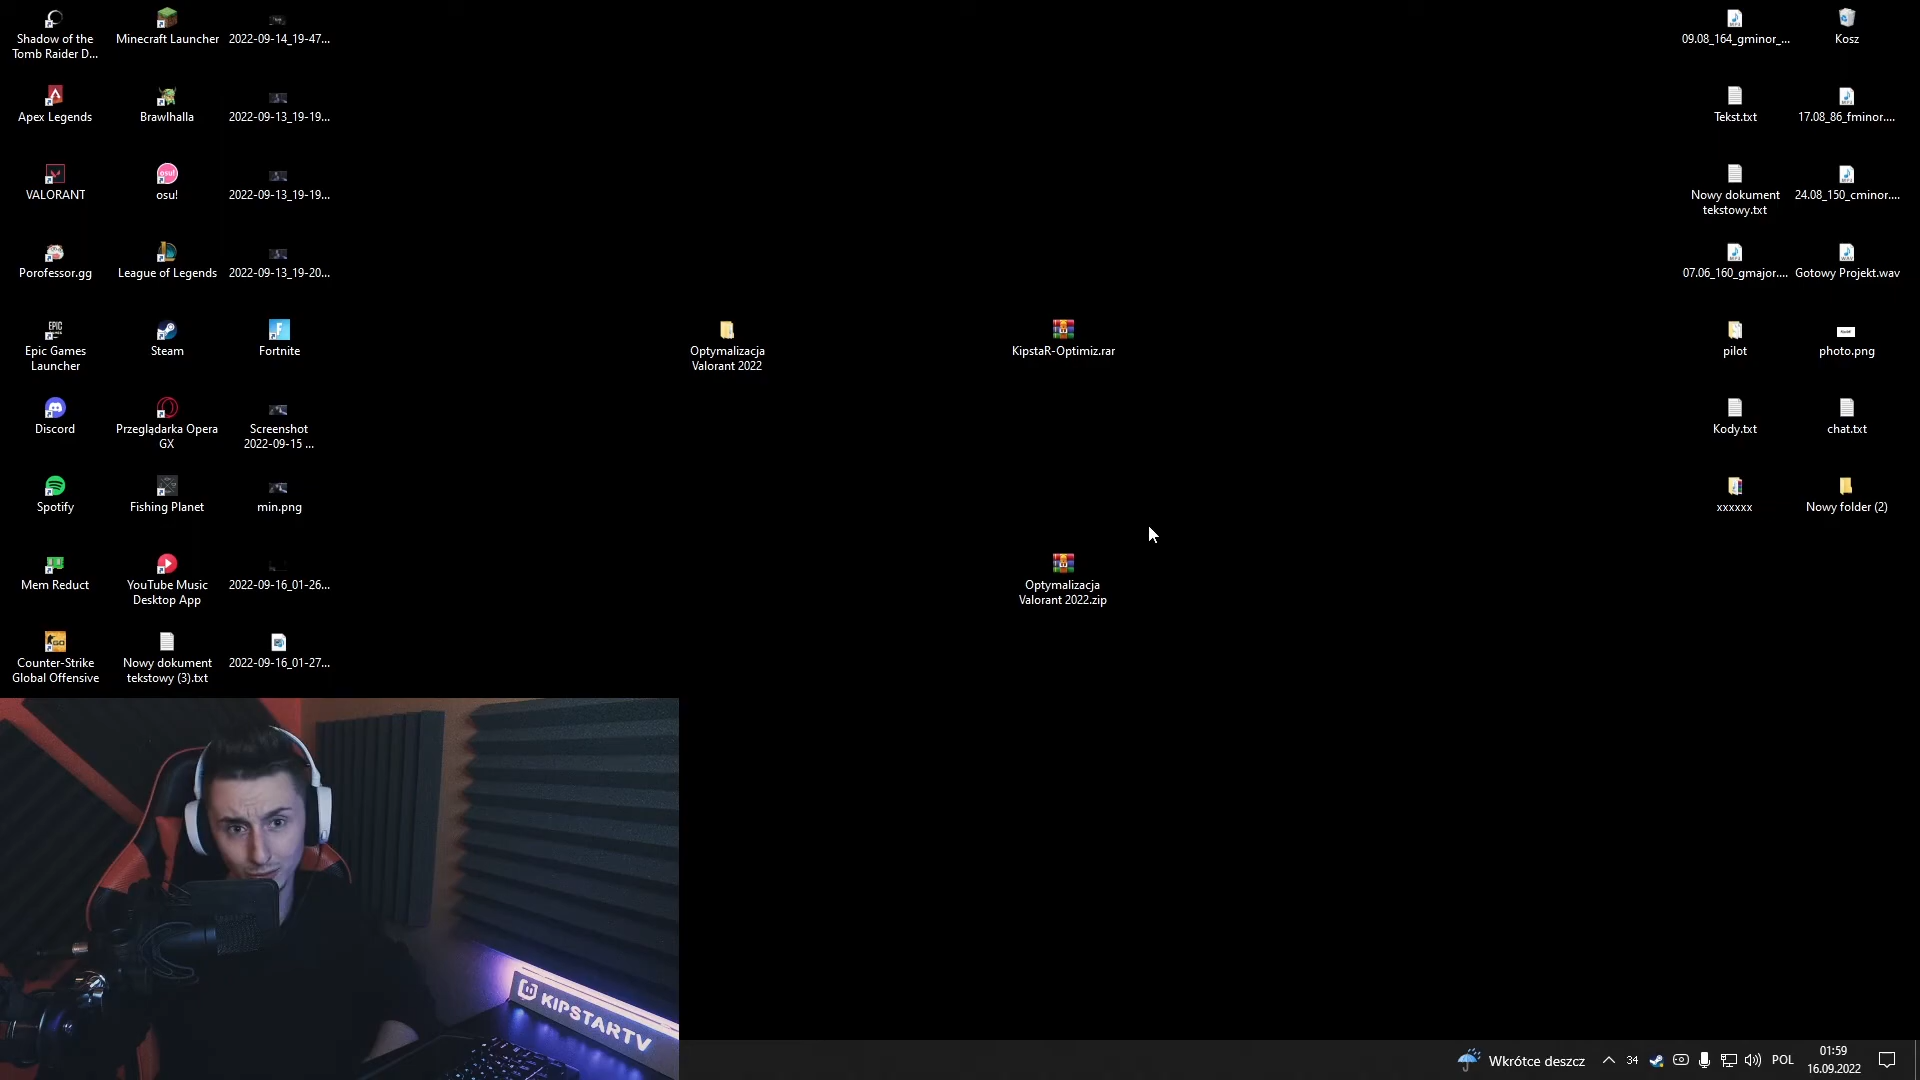 Shadow of the
Tomb Raider D...
Minecraft Launcher
2022-09-14_19-47...
09.08_164_gminor_...
Kosz
Apex Legends
Brawlhalla
2022-09-13_19-19...
Tekst.txt
17.08_86_fminor....
VALORANT
osu!
osu!
2022-09-13_19-19...
Nowy dokument
tekstowy.txt
24.08_150_cminor....
Porofessor.gg
League of Legends
2022-09-13_19-20...
07.06_160_gmajor....
Gotowy Projekt.wav
EPIC
Epic Games
Launcher
Steam
Fortnite
Optymalizacja
Valorant 2022
KipstaR-Optimiz.rar
pilot
photo.png
Discord
Przeglądarka Opera
GX
Screenshot
2022-09-15 ...
Kody.txt
chat.txt
Spotify
Fishing Planet
min.png
xxxxxx
Nowy folder (2)
Mem Reduct
YouTube Music
Desktop App
2022-09-16_01-26...
Optymalizacja
Valorant 2022.zip
Counter-Strike
Global Offensive
Nowy dokument
tekstowy (3).txt
2022-09-16_01-27...
KIPSTARTV
Wkrótce deszcz
34
POL
01:59
16.09.2022